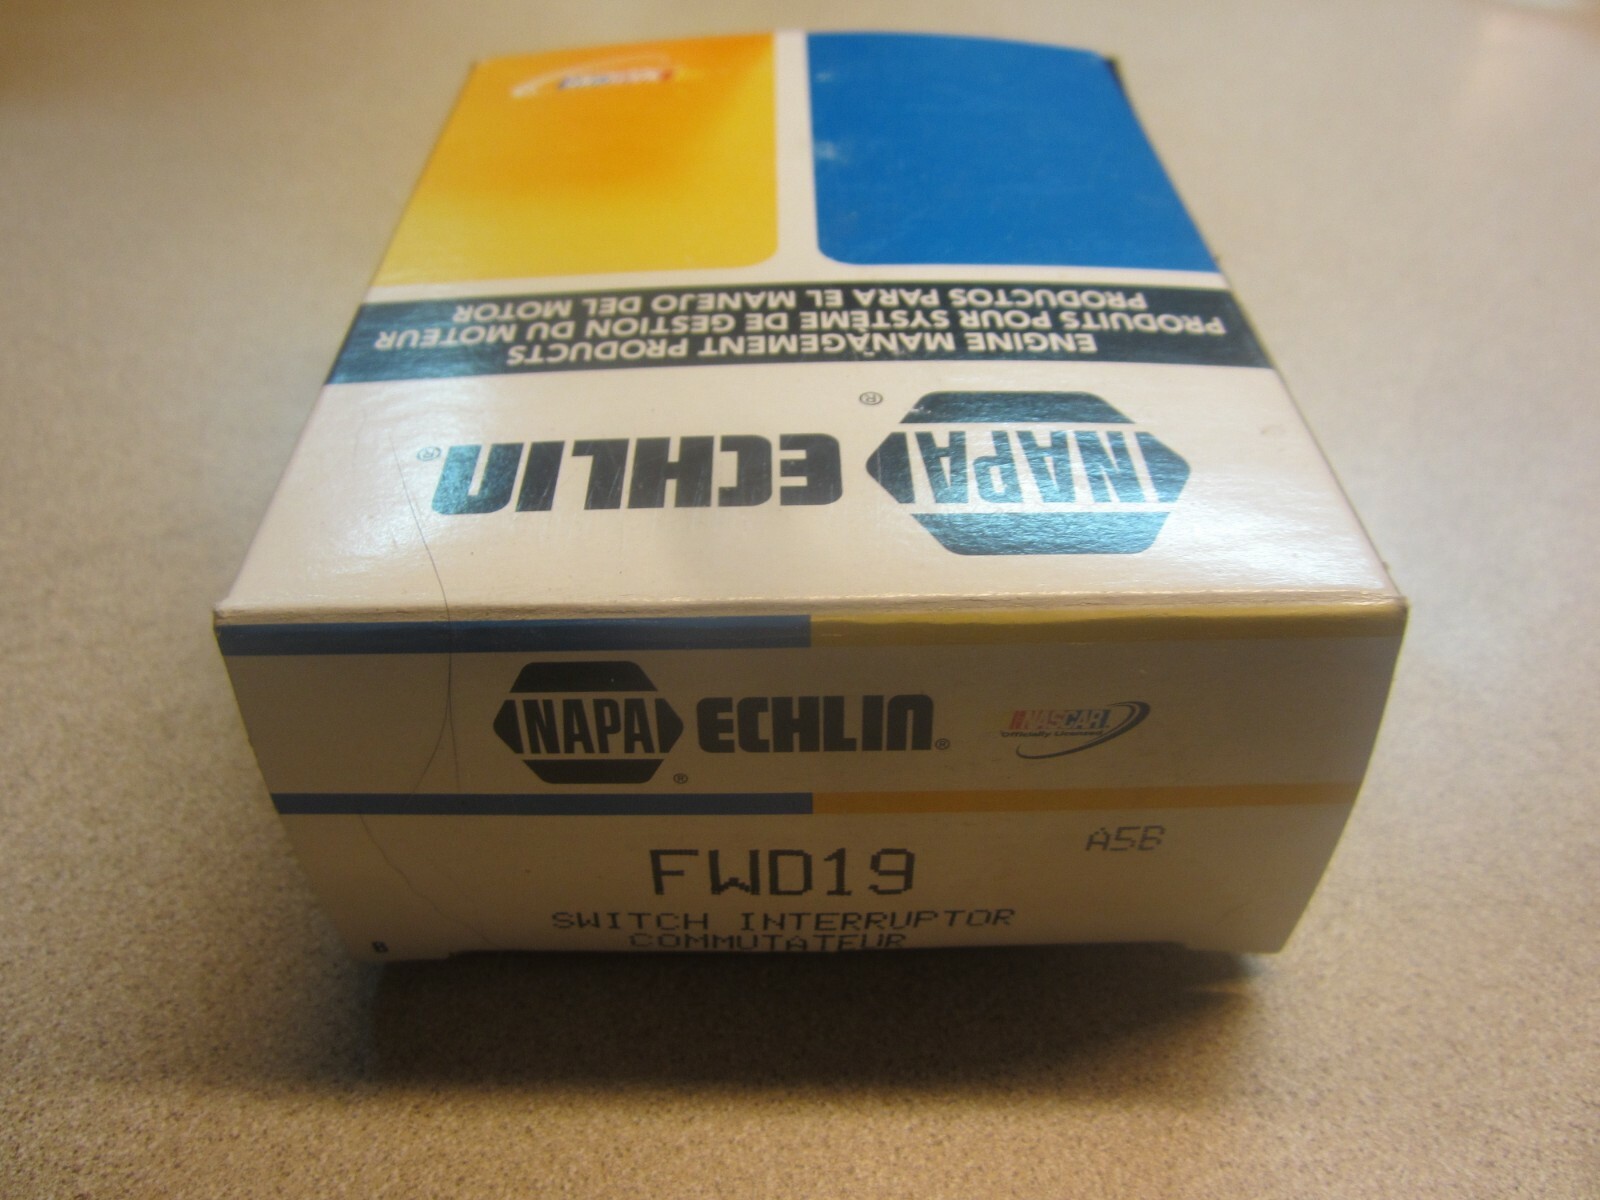 NAPA® ECHLIN®
ENGINE MANAGEMENT PRODUCTS
PRODUITS POUR SYSTÈME DE GESTION DU MOTEUR
PRODUCTOS PARA EL MANEJO DEL MOTOR
NAPA® ECHLIN®
NASCAR
Officially Licensed
A5B
FWD19
SWITCH INTERRUPTOR
COMMUTATEUR
B